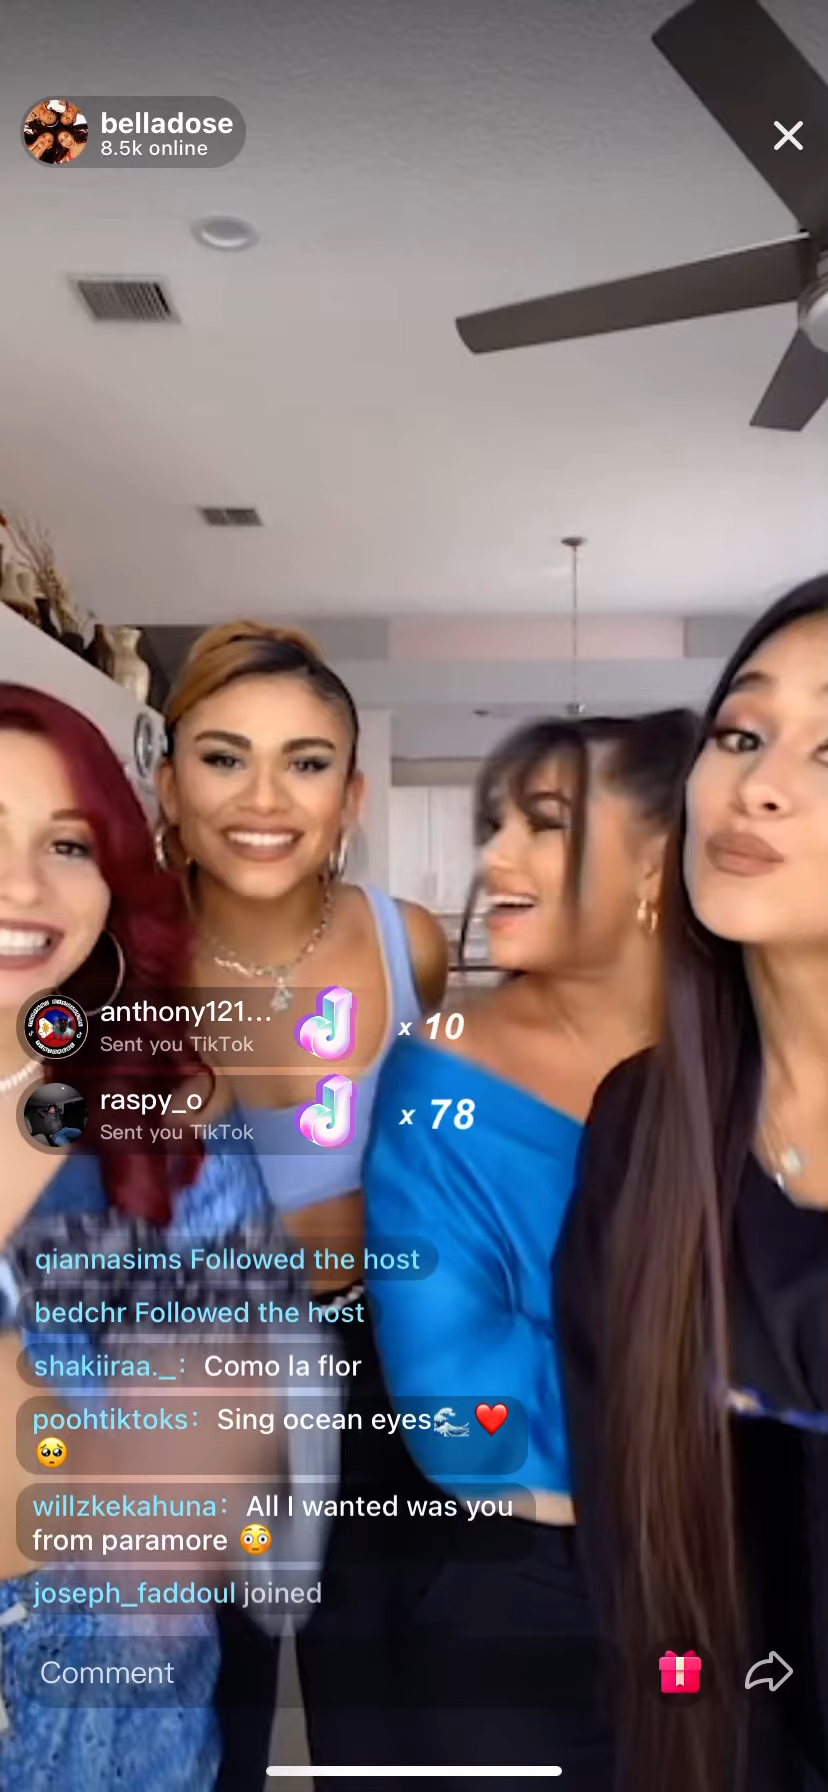 belladose
8.5k online
anthony121...
Sent you TikTok
x 10
raspy_o
Sent you TikTok
x 78
qiannasims Followed the host
bedchr Followed the host
shakiiraa._: Como la flor
poohtiktoks: Sing ocean eyes🌊❤️
🥺
willzkekahuna: All I wanted was you
from paramore 😳
joseph_faddoul joined
Comment